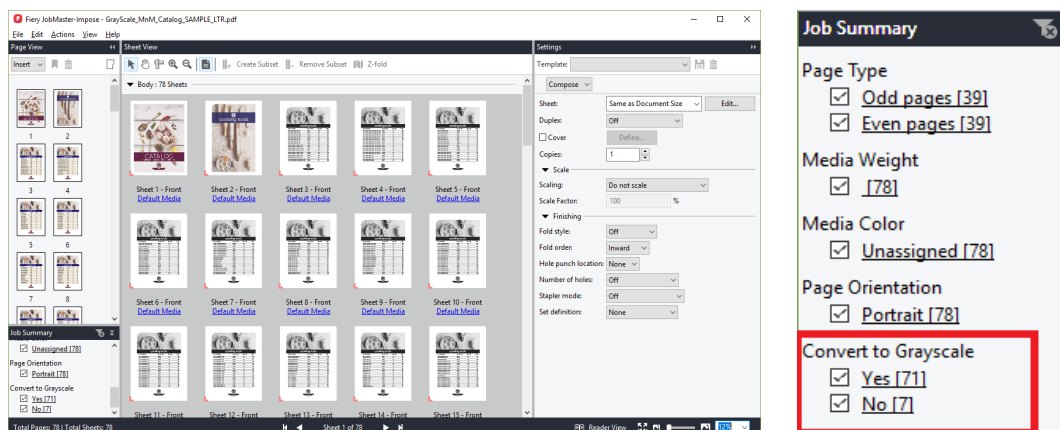 Fiery JobMaster-Impose - GrayScale_MnM_Catalog_SAMPLE_LTR.pdf
File Edit Actions View Help
Page View
Sheet View
Settings
Insert
Create Subset
Remove Subset
Z-fold
Template:
Body : 78 Sheets
Compose
Sheet:
Same as Document Size
Edit...
Duplex:
Off
Cover
Define...
Copies:
1
Scale
Scaling:
Do not scale
Scale Factor:
100
%
Finishing
Fold style:
Off
Fold order:
Inward
Hole punch location:
None
Number of holes:
Off
Stapler mode:
Off
Set definition:
None
1 2
3 4
5 6
7 8
CATALOG
cooking tools
Sheet 1 - Front Sheet 2 - Front Sheet 3 - Front Sheet 4 - Front Sheet 5 - Front
Default Media Default Media Default Media Default Media Default Media
Sheet 6 - Front Sheet 7 - Front Sheet 8 - Front Sheet 9 - Front Sheet 10 - Front
Default Media Default Media Default Media Default Media Default Media
Sheet 11 - Front Sheet 12 - Front Sheet 13 - Front Sheet 14 - Front Sheet 15 - Front
Job Summary
Unassigned [78]
Page Orientation
Portrait [78]
Convert to Grayscale
Yes [71]
No [7]
Total Pages: 78 | Total Sheets: 78
Sheet 1 of 78
Reader View
12%
Job Summary
Page Type
Odd pages [39]
Even pages [39]
Media Weight
[78]
Media Color
Unassigned [78]
Page Orientation
Portrait [78]
Convert to Grayscale
Yes [71]
No [7]